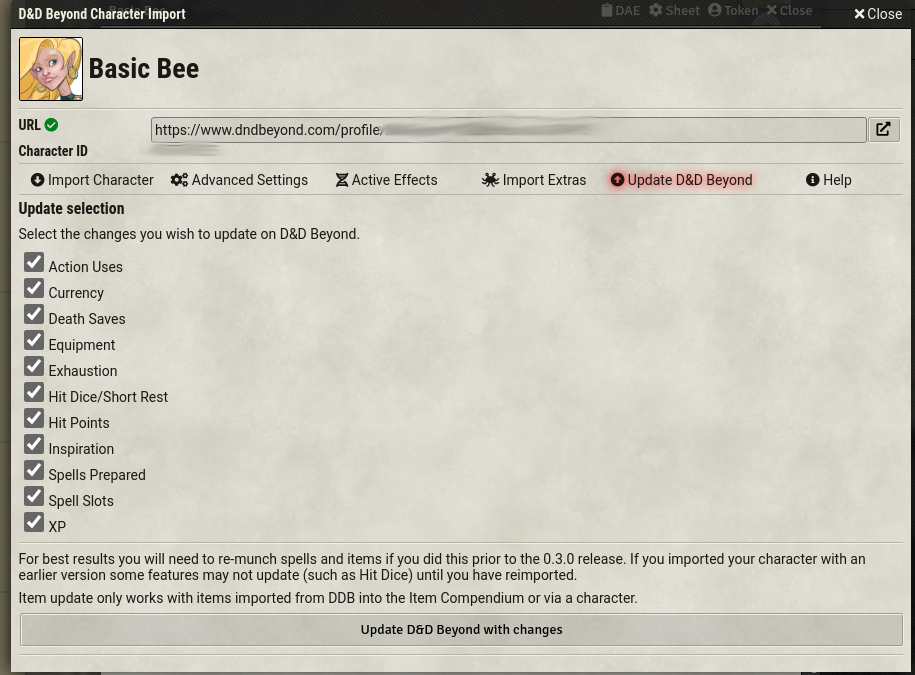 D&D Beyond Character Import
DAE Sheet Token Close
Close
Basic Bee
URL
https://www.dndbeyond.com/profile/
Character ID
Import Character Advanced Settings Active Effects Import Extras Update D&D Beyond Help
Update selection
Select the changes you wish to update on D&D Beyond.
Action Uses
Currency
Death Saves
Equipment
Exhaustion
Hit Dice/Short Rest
Hit Points
Inspiration
Spells Prepared
Spell Slots
XP
For best results you will need to re-munch spells and items if you did this prior to the 0.3.0 release. If you imported your character with an
earlier version some features may not update (such as Hit Dice) until you have reimported.
Item update only works with items imported from DDB into the Item Compendium or via a character.
Update D&D Beyond with changes